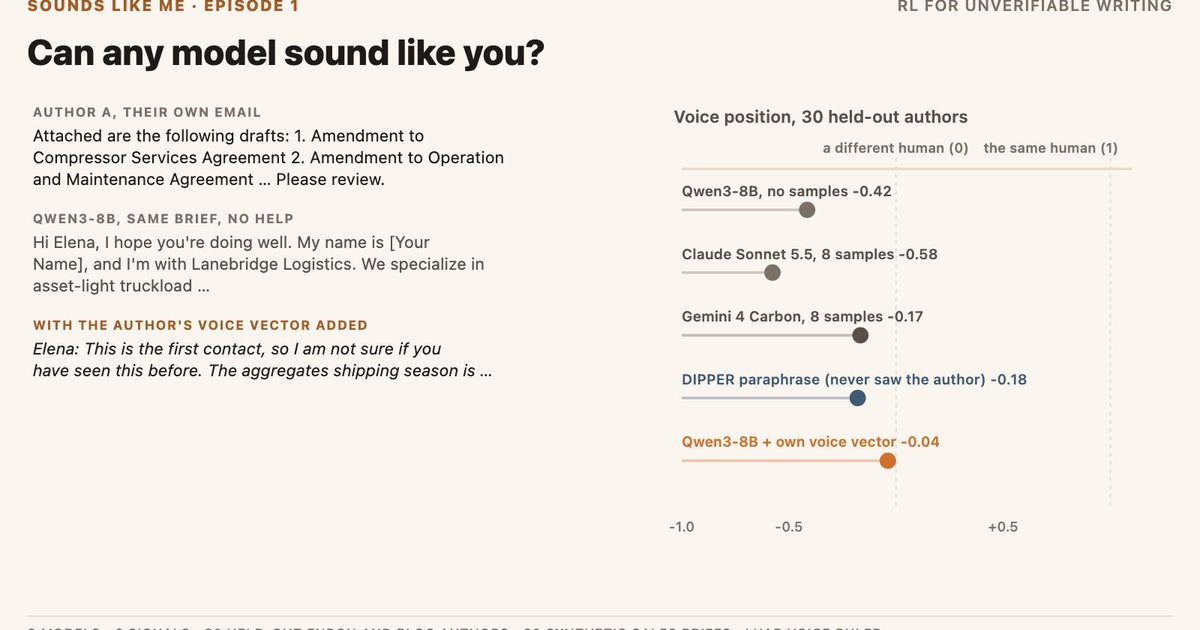 SOUNDS LIKE ME · EPISODE 1
RL FOR UNVERIFIABLE WRITING
Can any model sound like you?
AUTHOR A, THEIR OWN EMAIL
Attached are the following drafts: 1. Amendment to
Compressor Services Agreement 2. Amendment to Operation
and Maintenance Agreement ... Please review.
QWEN3-8B, SAME BRIEF, NO HELP
Hi Elena, I hope you're doing well. My name is [Your
Name], and I'm with Lanebridge Logistics. We specialize in
asset-light truckload ...
WITH THE AUTHOR'S VOICE VECTOR ADDED
Elena: This is the first contact, so I am not sure if you
have seen this before. The aggregates shipping season is ...
Voice position, 30 held-out authors
a different human (0) the same human (1)
Qwen3-8B, no samples -0.42
Claude Sonnet 5.5, 8 samples -0.58
Gemini 4 Carbon, 8 samples -0.17
DIPPER paraphrase (never saw the author) -0.18
Qwen3-8B + own voice vector -0.04
-1.0 -0.5 +0.5